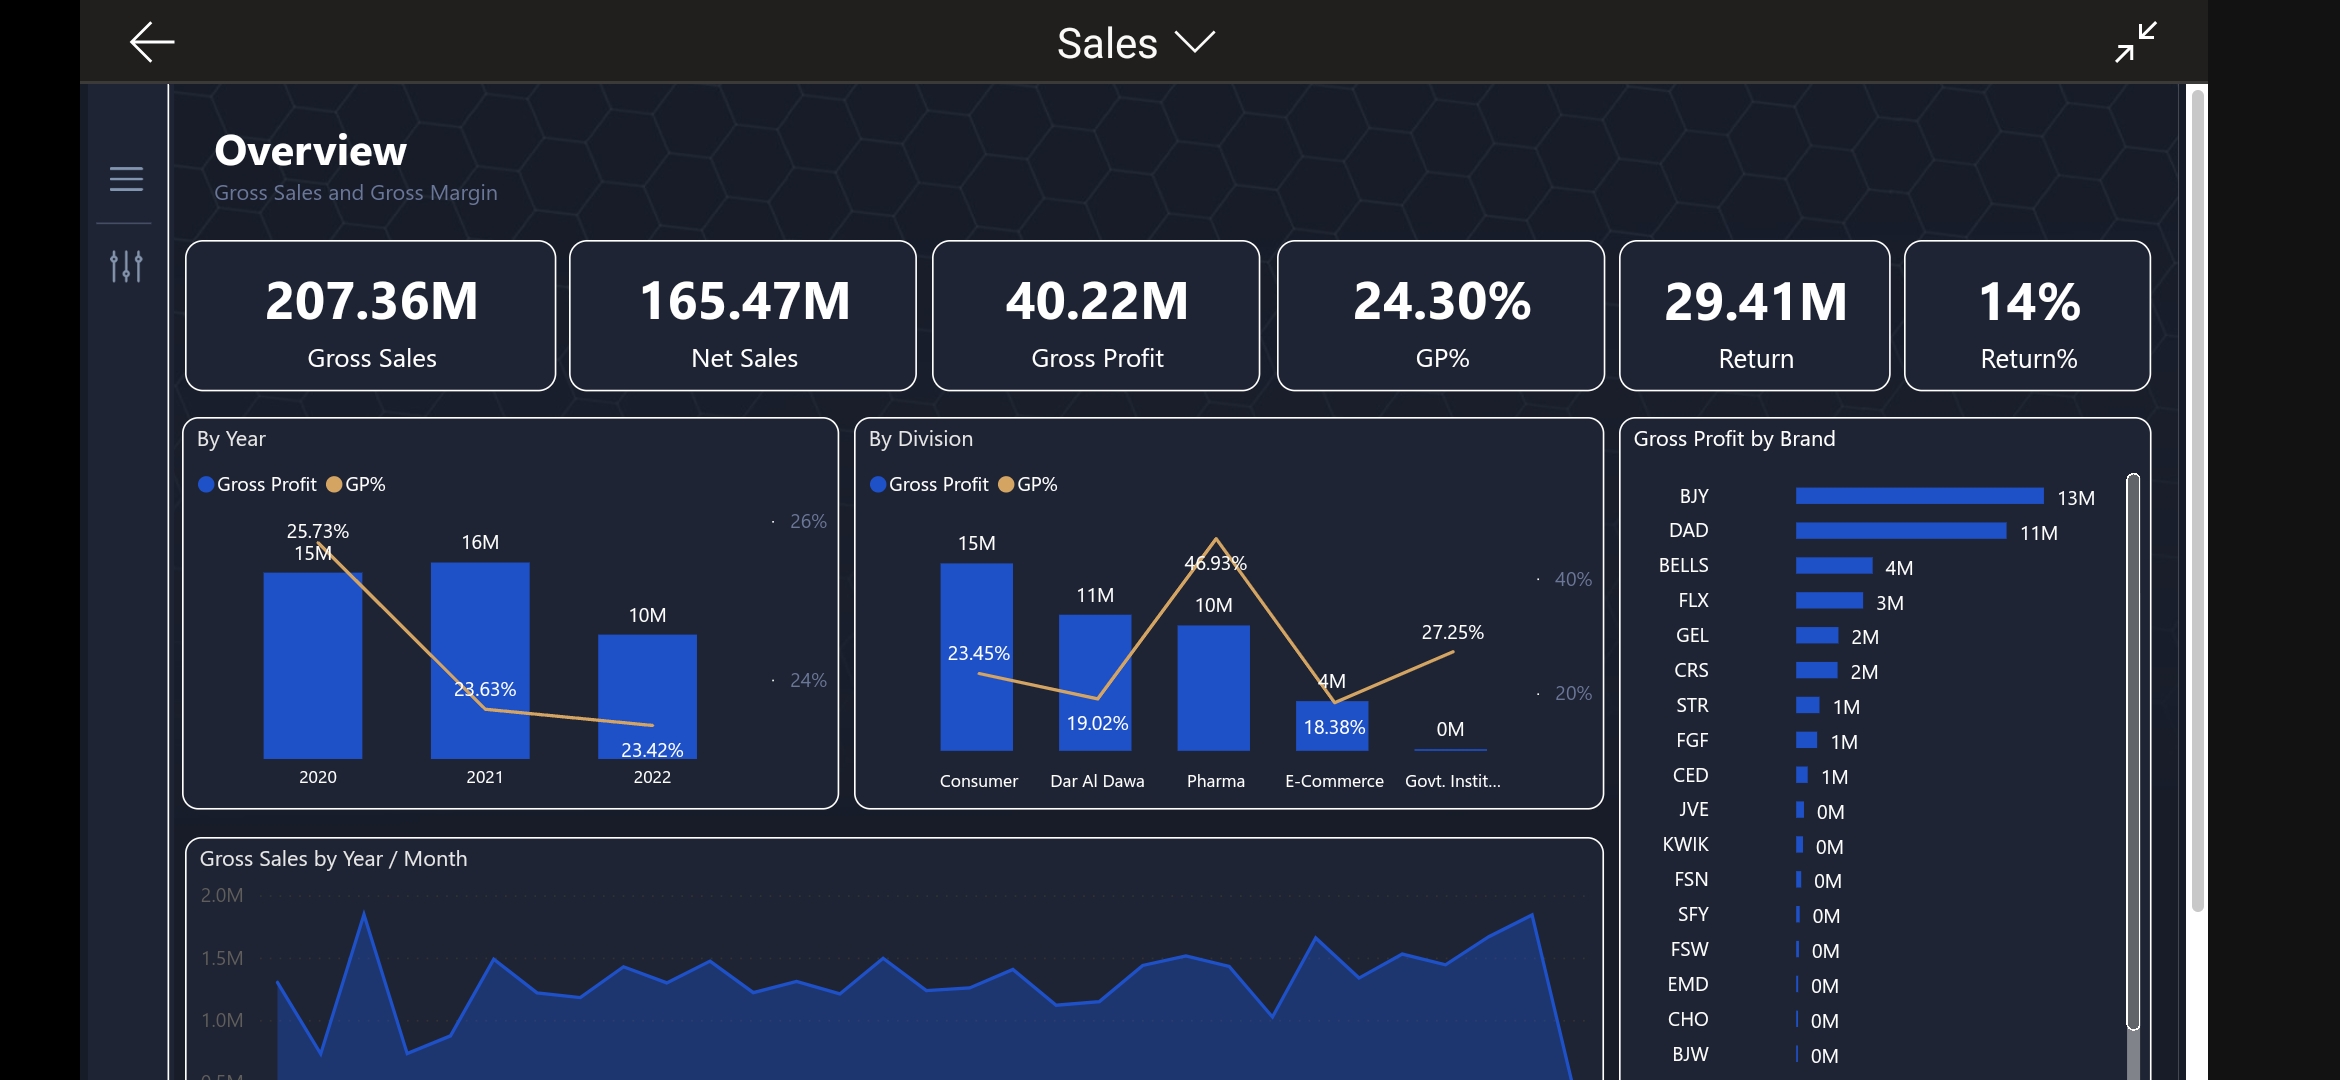 Sales
Overview
Gross Sales and Gross Margin
207.36M
Gross Sales
165.47M
Net Sales
40.22M
Gross Profit
24.30%
GP%
29.41M
Return
14%
Return%
By Year
Gross Profit GP%
26%
24%
25.73%
15M
16M
23.63%
10M
23.42%
2020 2021 2022
By Division
Gross Profit GP%
40%
20%
15M
23.45%
11M
19.02%
46.93%
10M
4M
18.38%
27.25%
0M
Consumer Dar Al Dawa Pharma E-Commerce Govt. Instit...
Gross Profit by Brand
BJY 13M
DAD 11M
BELLS 4M
FLX 3M
GEL 2M
CRS 2M
STR 1M
FGF 1M
CED 1M
JVE 0M
KWIK 0M
FSN 0M
SFY 0M
FSW 0M
EMD 0M
CHO 0M
BJW 0M
Gross Sales by Year / Month
2.0M
1.5M
1.0M